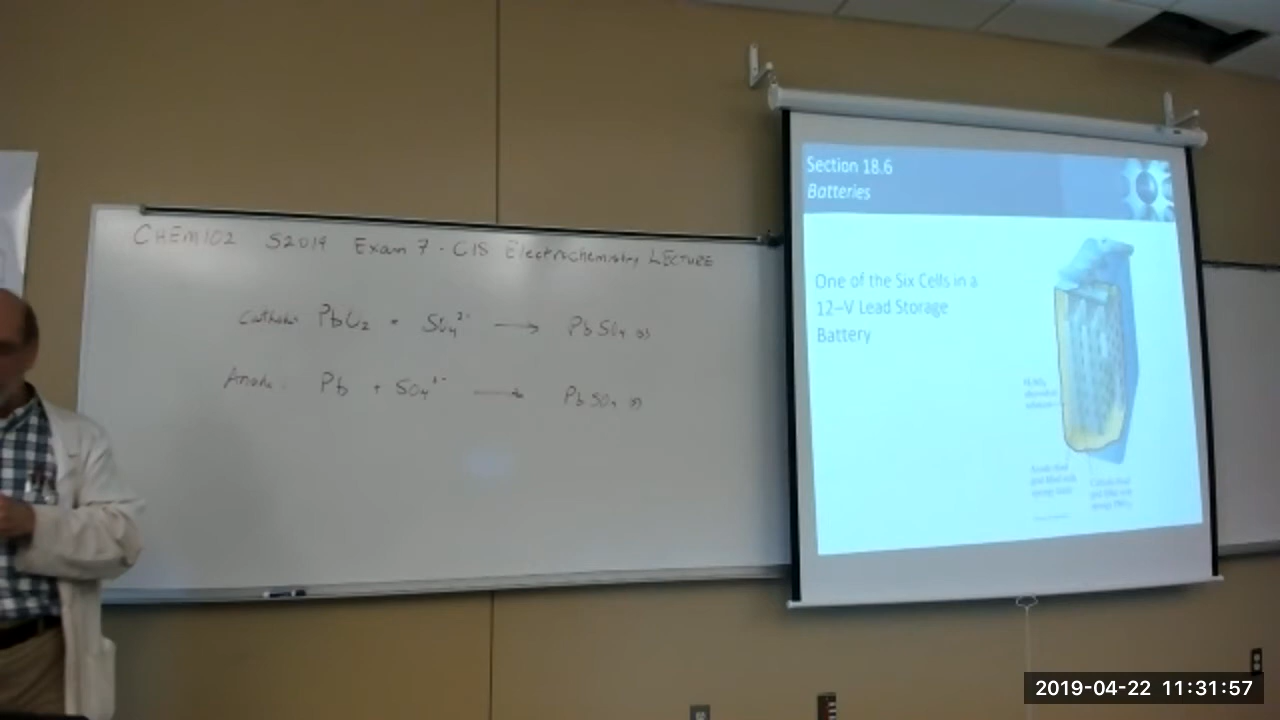 CHEM102 S2019 Exam 7 - C18 Electrochemistry LECTURE
Cathode PbO2 + SO4 2- → PbSO4 (s)
Anode: Pb + SO4 2- → PbSO4 (s)
Section 18.6
Batteries
One of the Six Cells in a
12–V Lead Storage
Battery
2019-04-22 11:31:57